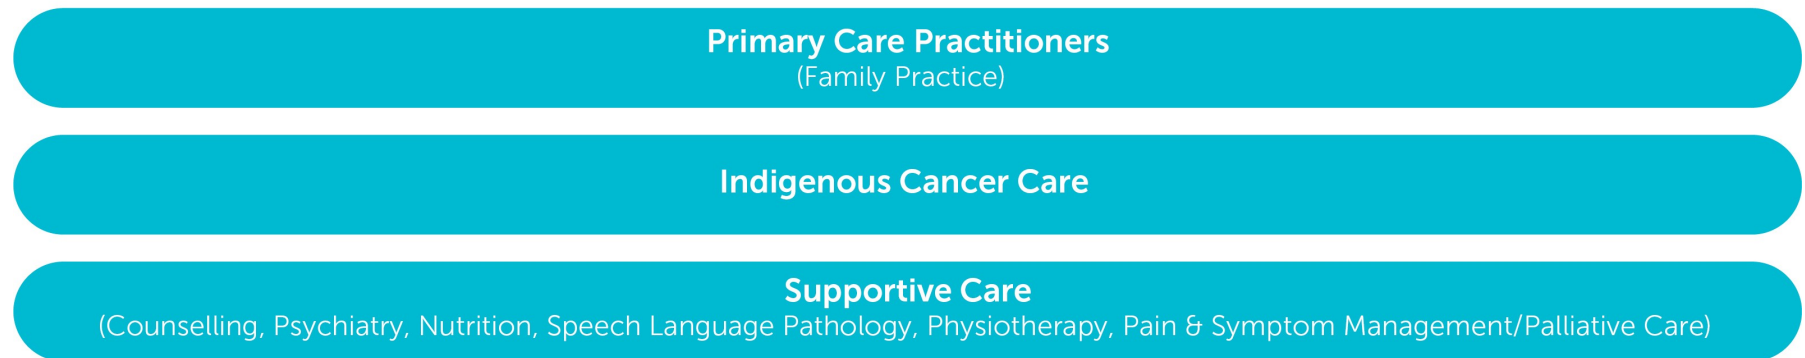 Primary Care Practitioners
(Family Practice)
Indigenous Cancer Care
Supportive Care
(Counselling, Psychiatry, Nutrition, Speech Language Pathology, Physiotherapy, Pain & Symptom Management/Palliative Care)